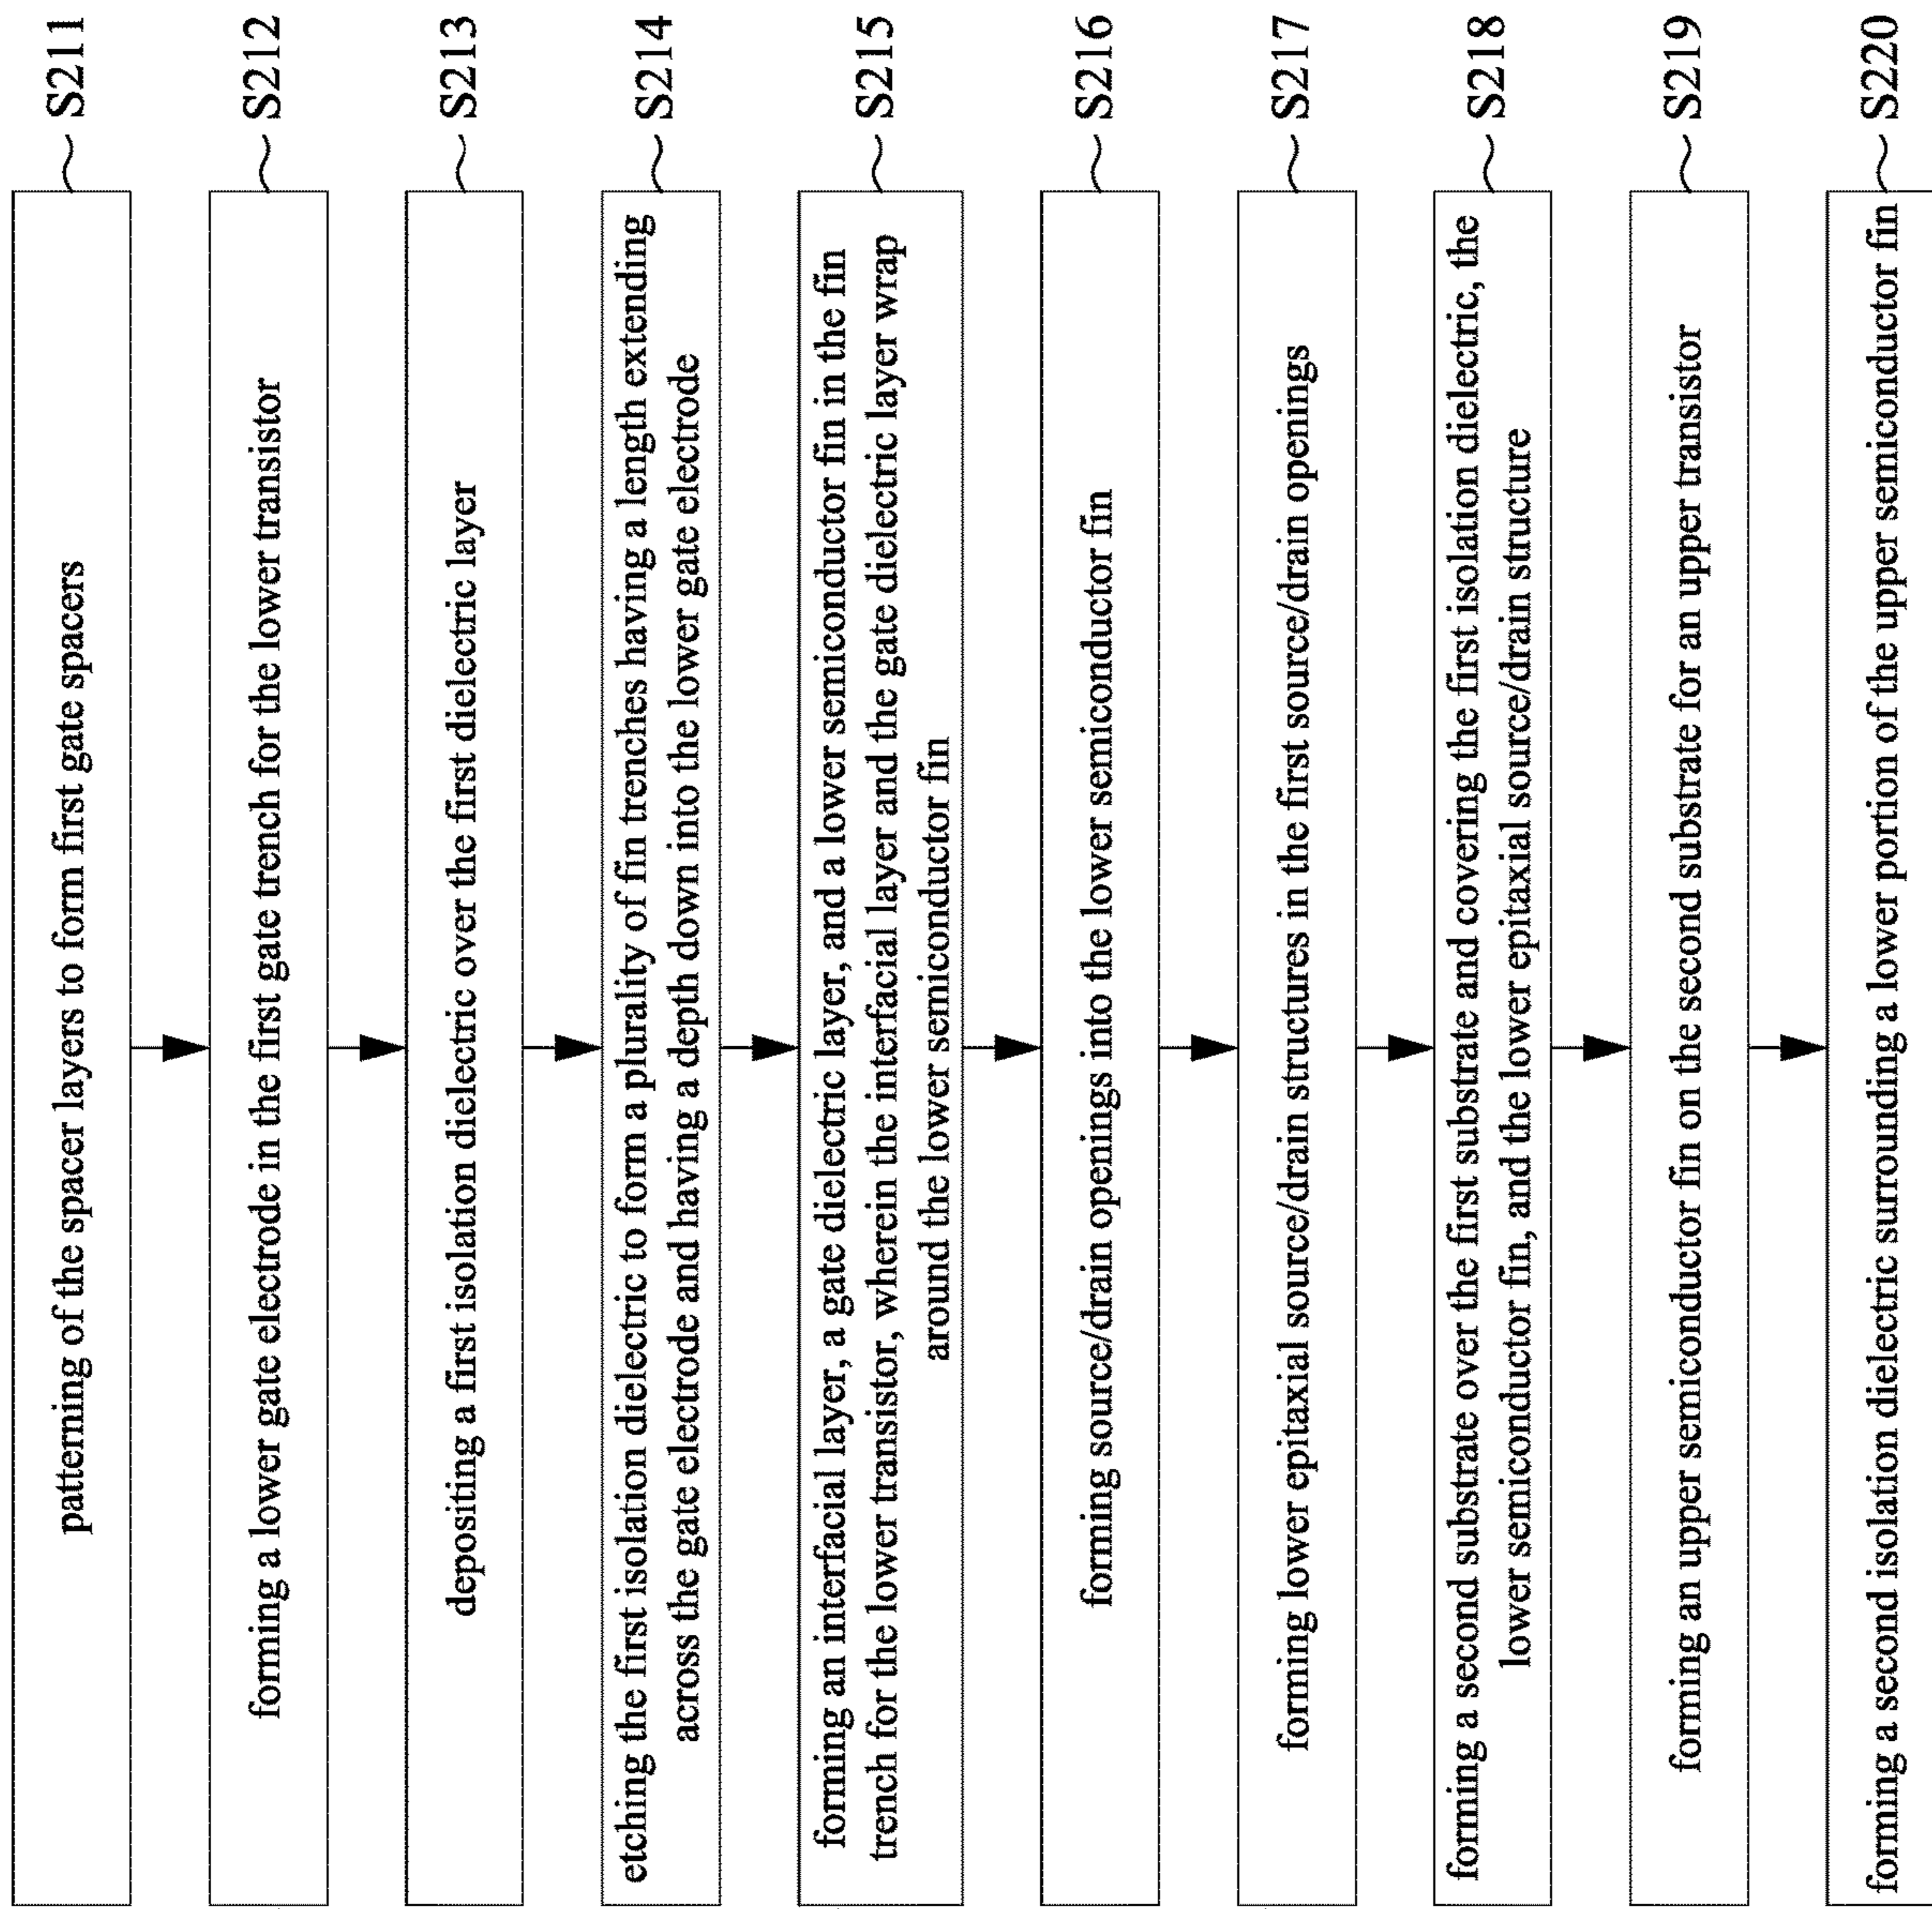 patterning of the spacer layers to form first gate spacers
S211
forming a lower gate electrode in the first gate trench for the lower transistor
S212
depositing a first isolation dielectric over the first dielectric layer
S213
etching the first isolation dielectric to form a plurality of fin trenches having a length extending
across the gate electrode and having a depth down into the lower gate electrode
S214
forming an interfacial layer, a gate dielectric layer, and a lower semiconductor fin in the fin
trench for the lower transistor, wherein the interfacial layer and the gate dielectric layer wrap
around the lower semiconductor fin
S215
forming source/drain openings into the lower semiconductor fin
S216
forming lower epitaxial source/drain structures in the first source/drain openings
S217
forming a second substrate over the first substrate and covering the first isolation dielectric, the
lower semiconductor fin, and the lower epitaxial source/drain structure
S218
forming an upper semiconductor fin on the second substrate for an upper transistor
S219
forming a second isolation dielectric surrounding a lower portion of the upper semiconductor fin
S220